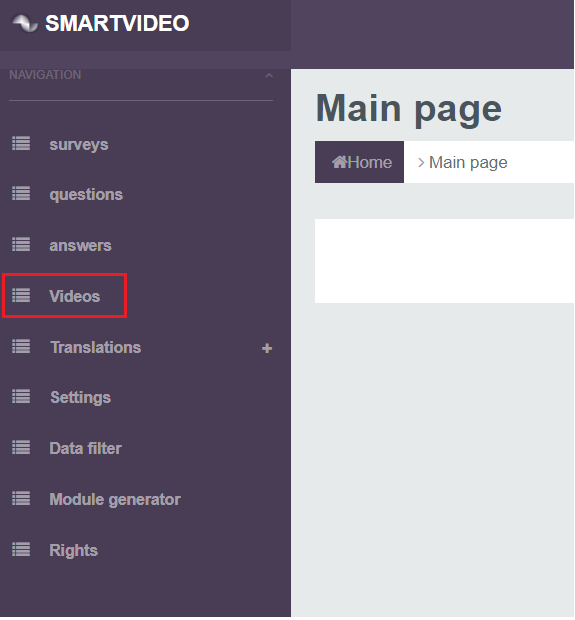 SMARTVIDEO
NAVIGATION
surveys
questions
answers
Videos
Translations
Settings
Data filter
Module generator
Rights
Main page
Home > Main page